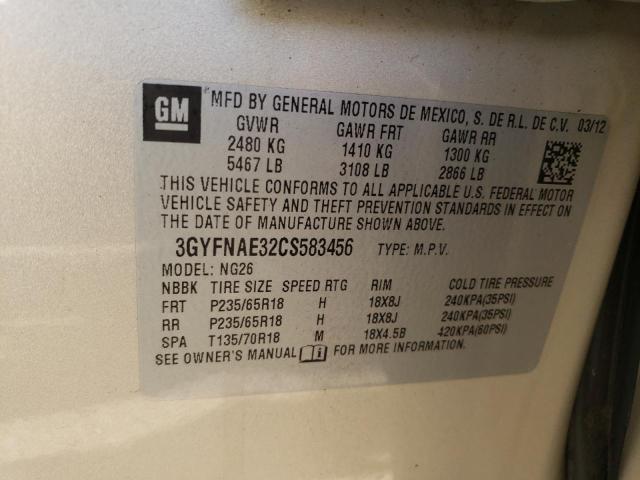 GM
MFD BY GENERAL MOTORS DE MEXICO, S. DE R.L. DE C.V. 03/12
GVWR GAWR FRT GAWR RR
2480 KG 1410 KG 1300 KG
5467 LB 3108 LB 2866 LB
THIS VEHICLE CONFORMS TO ALL APPLICABLE U.S. FEDERAL MOTOR
VEHICLE SAFETY AND THEFT PREVENTION STANDARDS IN EFFECT ON
THE DATE OF MANUFACTURE SHOWN ABOVE.
3GYFNAE32CS583456 TYPE: M.P.V.
MODEL: NG26
NBBK TIRE SIZE SPEED RTG RIM COLD TIRE PRESSURE
FRT P235/65R18 H 18X8J 240KPA(35PSI)
RR P235/65R18 H 18X8J 240KPA(35PSI)
SPA T135/70R18 M 18X4.5B 420KPA(60PSI)
SEE OWNER'S MANUAL FOR MORE INFORMATION.